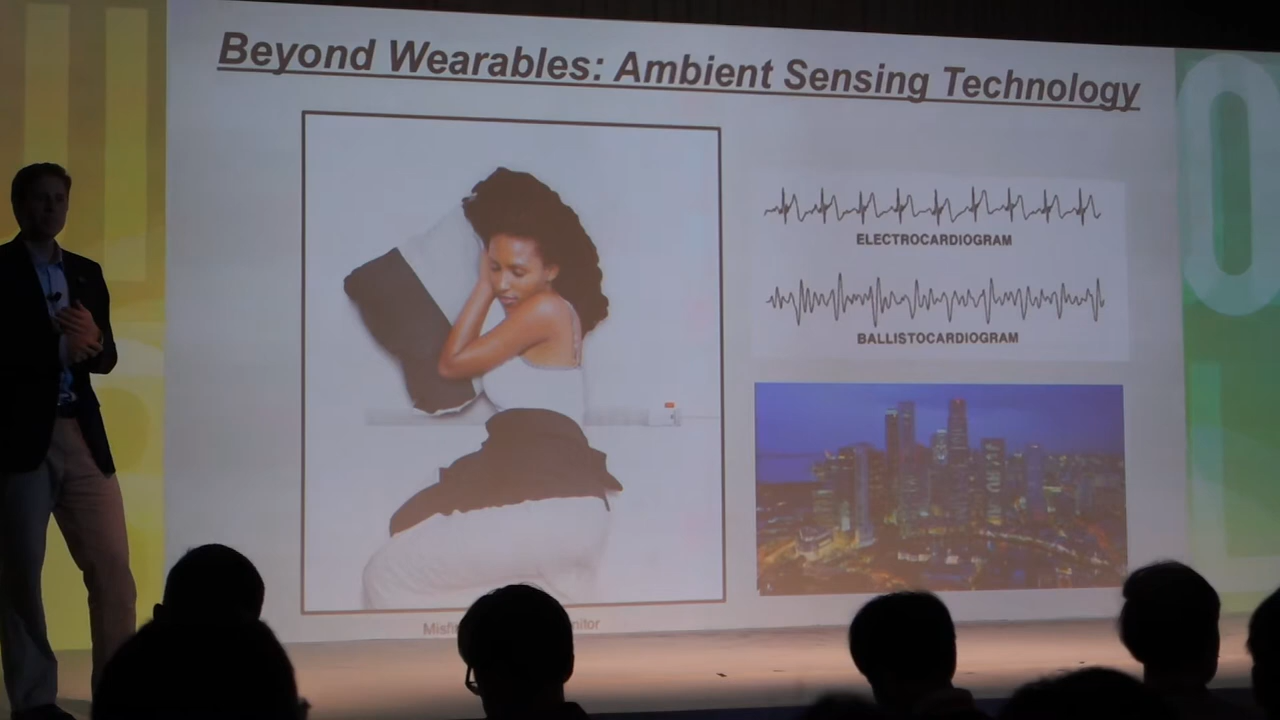 Beyond Wearables: Ambient Sensing Technology
ELECTROCARDIOGRAM
BALLISTOCARDIOGRAM